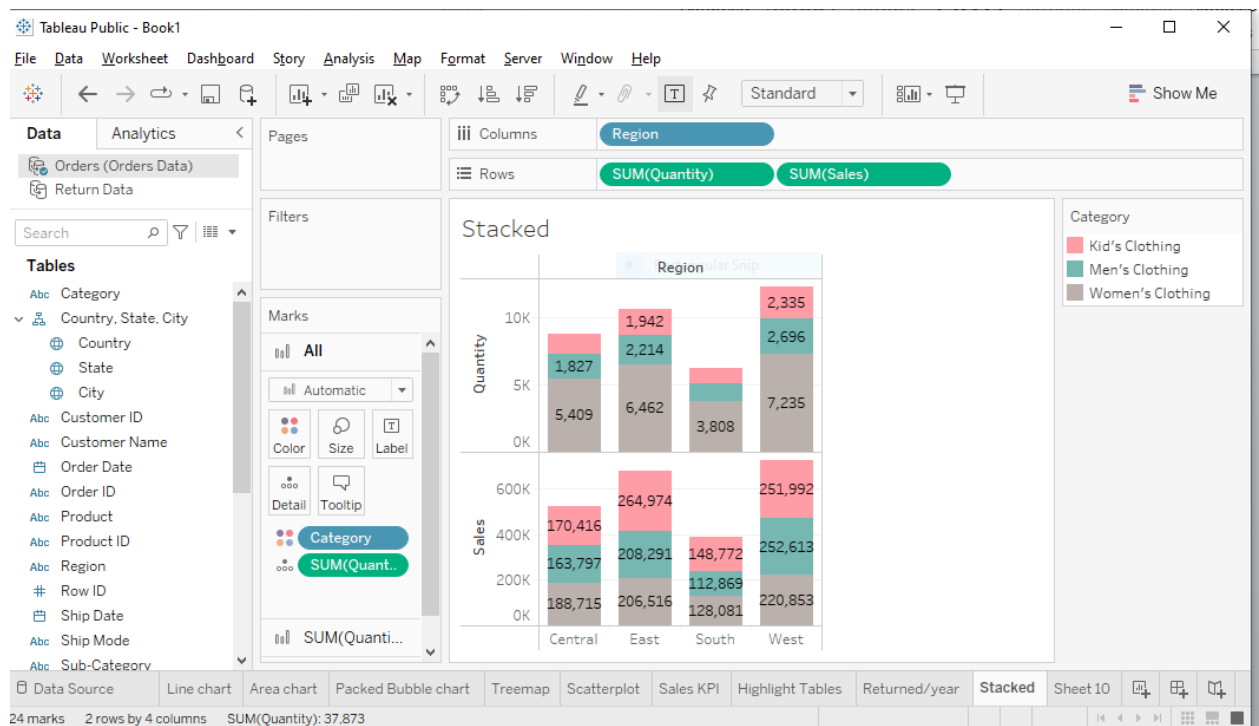 Tableau Public - Book1
File Data Worksheet Dashboard Story Analysis Map Format Server Window Help
Standard
Show Me
Data Analytics
Orders (Orders Data)
Return Data
Search
Tables
Abc Category
Country, State, City
Country
State
City
Abc Customer ID
Abc Customer Name
Order Date
Abc Order ID
Abc Product
Abc Product ID
Abc Region
# Row ID
Ship Date
Abc Ship Mode
Abc Sub-Category
Pages
Filters
Marks
All
Automatic
Color Size Label
Detail Tooltip
Category
SUM(Quant..
SUM(Quanti...
Columns Region
Rows SUM(Quantity) SUM(Sales)
Stacked
Region
Quantity
10K
5K
0K
1,827
5,409
1,942
2,214
6,462
3,808
2,335
2,696
7,235
Sales
600K
400K
200K
0K
170,416
163,797
188,715
264,974
208,291
206,516
148,772
112,869
128,081
251,992
252,613
220,853
Central East South West
Category
Kid's Clothing
Men's Clothing
Women's Clothing
Data Source Line chart Area chart Packed Bubble chart Treemap Scatterplot Sales KPI Highlight Tables Returned/year Stacked Sheet 10
24 marks 2 rows by 4 columns SUM(Quantity): 37,873